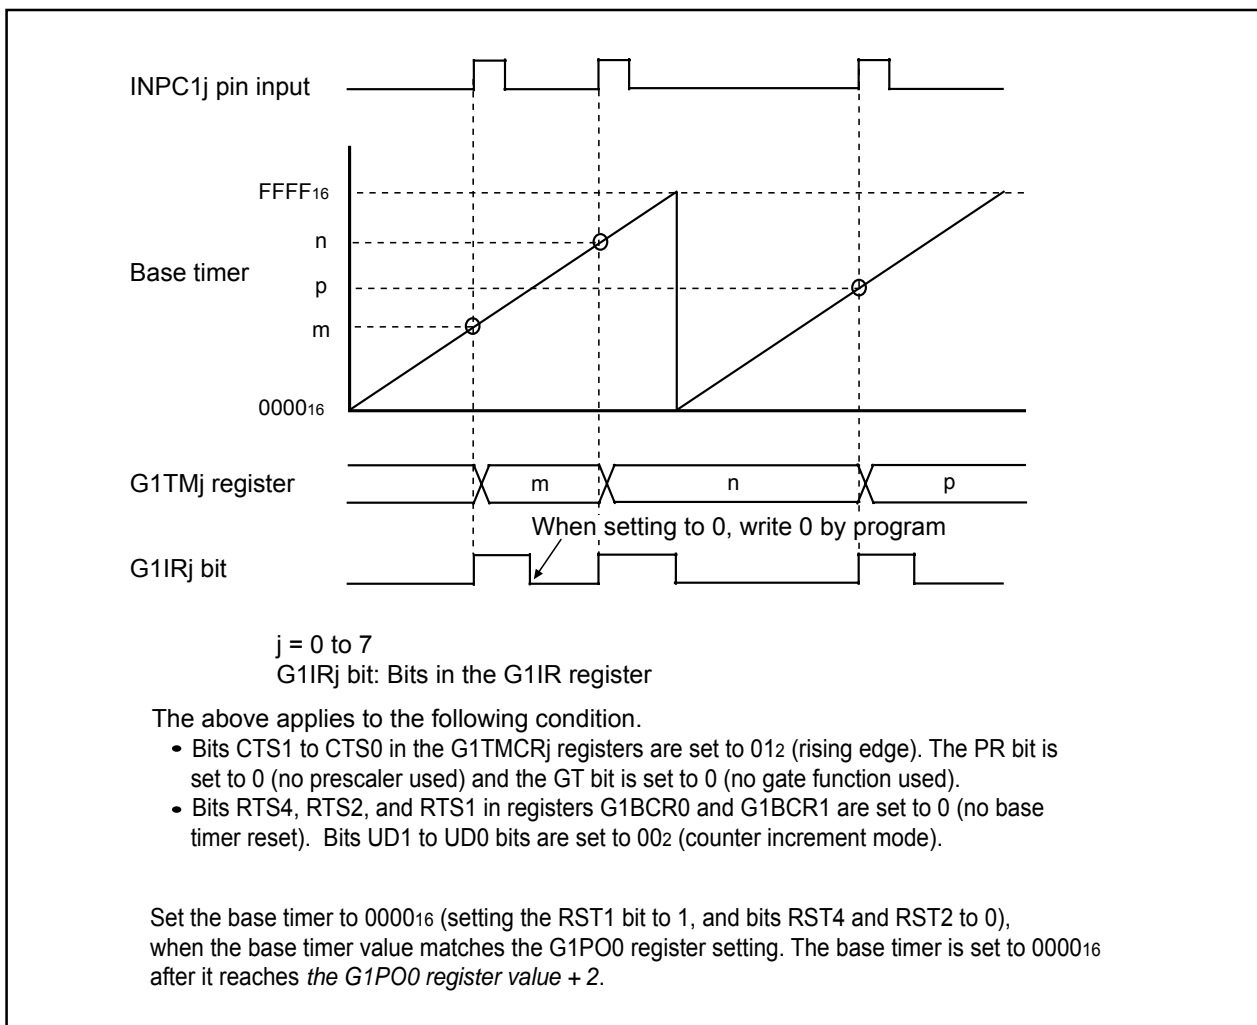 INPC1j pin input
FFFF16
n
Base timer
p
m
000016
G1TMj register
m
n
p
When setting to 0, write 0 by program
G1IRj bit
j = 0 to 7
G1IRj bit: Bits in the G1IR register
The above applies to the following condition.
• Bits CTS1 to CTS0 in the G1TMCRj registers are set to 012 (rising edge). The PR bit is
set to 0 (no prescaler used) and the GT bit is set to 0 (no gate function used).
• Bits RTS4, RTS2, and RTS1 in registers G1BCR0 and G1BCR1 are set to 0 (no base
timer reset). Bits UD1 to UD0 bits are set to 002 (counter increment mode).
Set the base timer to 000016 (setting the RST1 bit to 1, and bits RST4 and RST2 to 0),
when the base timer value matches the G1PO0 register setting. The base timer is set to 000016
after it reaches the G1PO0 register value + 2.